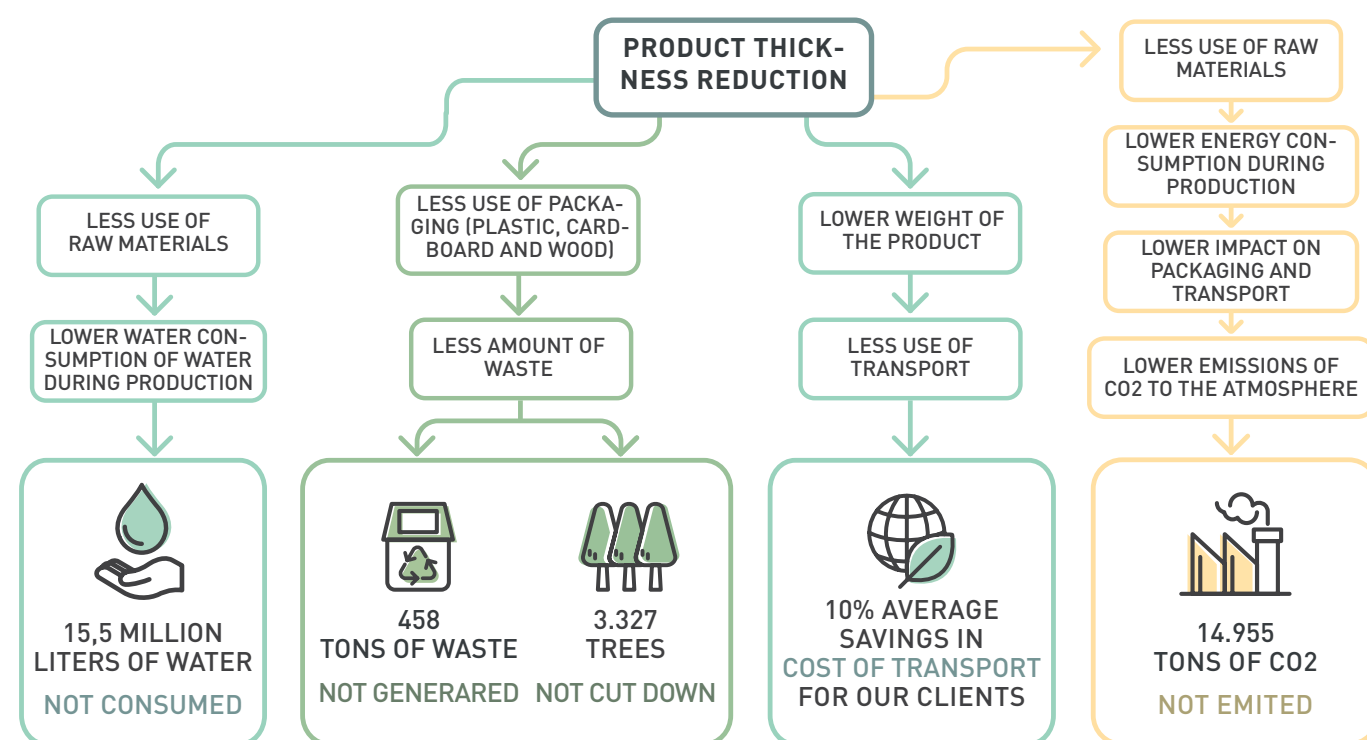 PRODUCT THICK-
NESS REDUCTION
LESS USE OF
RAW MATERIALS
LOWER WATER CON-
SUMPTION OF WATER
DURING PRODUCTION
15,5 MILLION
LITERS OF WATER
NOT CONSUMED
LESS USE OF PACKA-
GING (PLASTIC, CARD-
BOARD AND WOOD)
LESS AMOUNT OF
WASTE
458
TONS OF WASTE
NOT GENERARED
3.327
TREES
NOT CUT DOWN
LOWER WEIGHT OF
THE PRODUCT
LESS USE OF
TRANSPORT
10% AVERAGE
SAVINGS IN
COST OF TRANSPORT
FOR OUR CLIENTS
LESS USE OF RAW
MATERIALS
LOWER ENERGY CON-
SUMPTION DURING
PRODUCTION
LOWER IMPACT ON
PACKAGING AND
TRANSPORT
LOWER EMISSIONS OF
CO2 TO THE ATMOSPHERE
14.955
TONS OF CO2
NOT EMITED